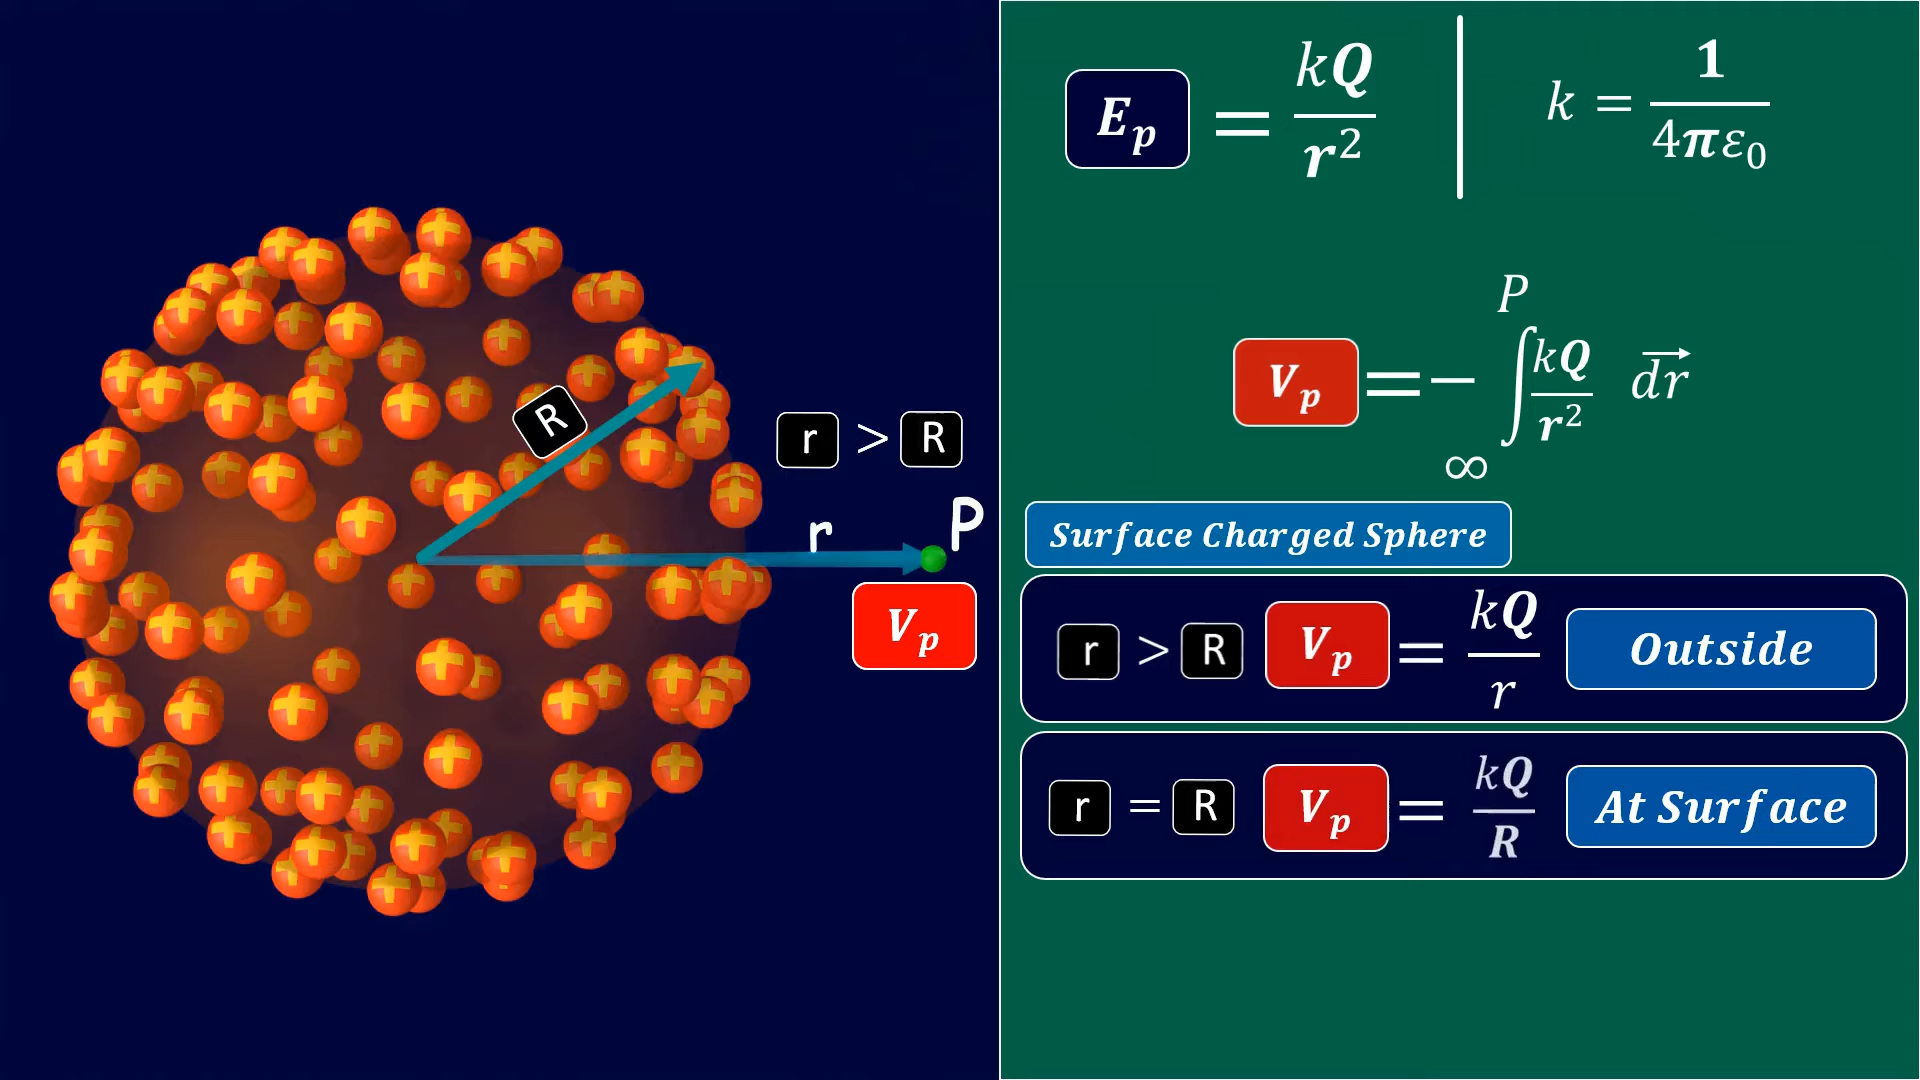 R
r > R
r
P
Vₚ
Eₚ = kQ / r² | k = 1 / 4πε₀
Vₚ = − ∫_∞^P kQ / r² d⃗r
Surface Charged Sphere
r > R Vₚ = kQ / r Outside
r = R Vₚ = kQ / R At Surface